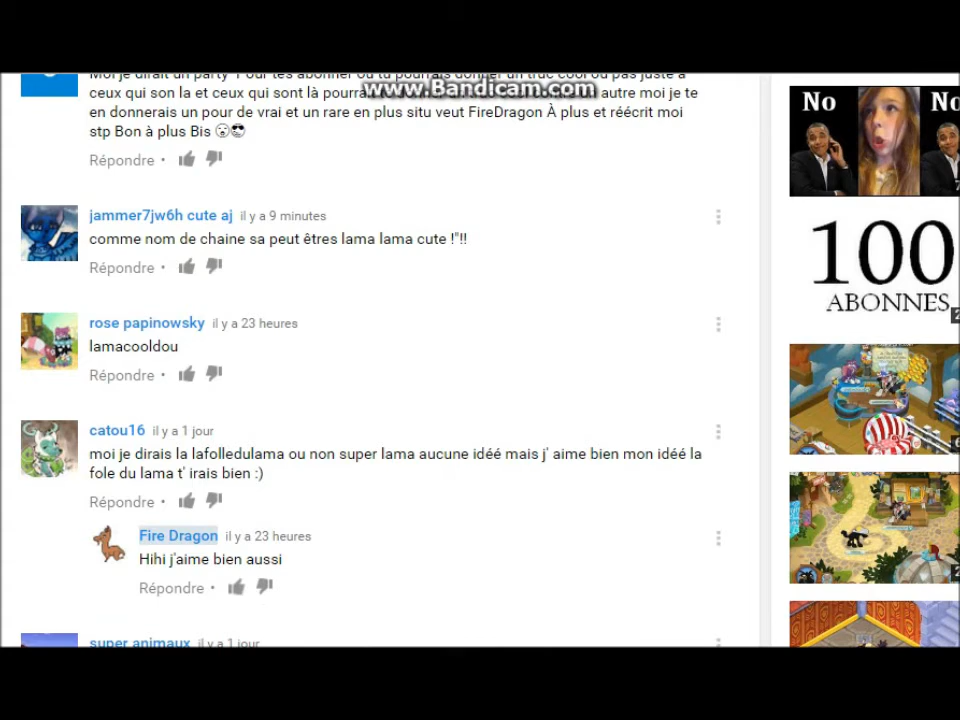 Moi je dirait un party Pour tes abonner ou tu pourrais donner un truc cool ou pas juste a
www.Bandicam.com
ceux qui son la et ceux qui sont là un autre moi je te
en donnerais un pour de vrai et un rare en plus situ veut FireDragon À plus et réécrit moi
stp Bon à plus Bis
Répondre •
jammer7jw6h cute aj il y a 9 minutes
comme nom de chaine sa peut êtres lama lama cute !"!!
Répondre •
rose papinowsky il y a 23 heures
lamacooldou
Répondre •
catou16 il y a 1 jour
moi je dirais la lafolledulama ou non super lama aucune idéé mais j' aime bien mon idéé la
fole du lama t' irais bien :)
Répondre •
Fire Dragon il y a 23 heures
Hihi j'aime bien aussi
Répondre •
super animaux il y a 1 jour
No
No
100
ABONNES